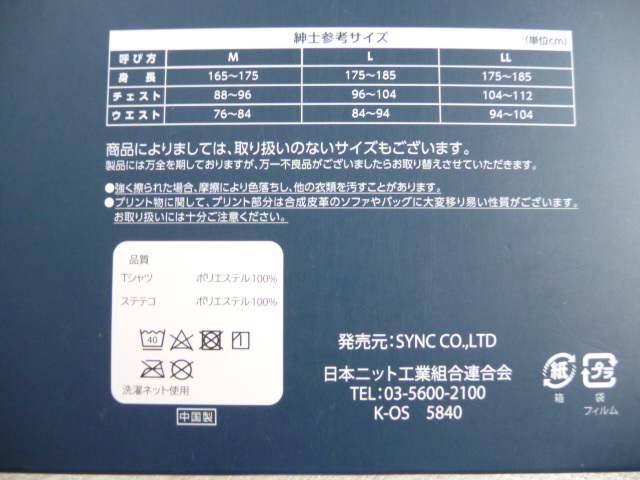 紳士参考サイズ (単位cm)
呼び方 M L LL
身長 165～175 175～185 175～185
チェスト 88～96 96～104 104～112
ウエスト 76～84 84～94 94～104
商品によりましては、取り扱いのないサイズもございます。
製品には万全を期しておりますが、万一不良品がございましたらお取り替えさせていただきます。
●強く擦られた場合、摩擦により色落ちし、他の衣類を汚すことがあります。
●プリント物に関して、プリント部分は合成皮革のソファやバッグに大変移り易い性質がございます。
お取り扱いには十分ご注意ください。
品質
Tシャツ ポリエステル100%
ステテコ ポリエステル100%
40
洗濯ネット使用
中国製
発売元:SYNC CO.,LTD
日本ニット工業組合連合会
TEL:03-5600-2100
K-OS 5840
紙 プラ
箱 袋
フィルム